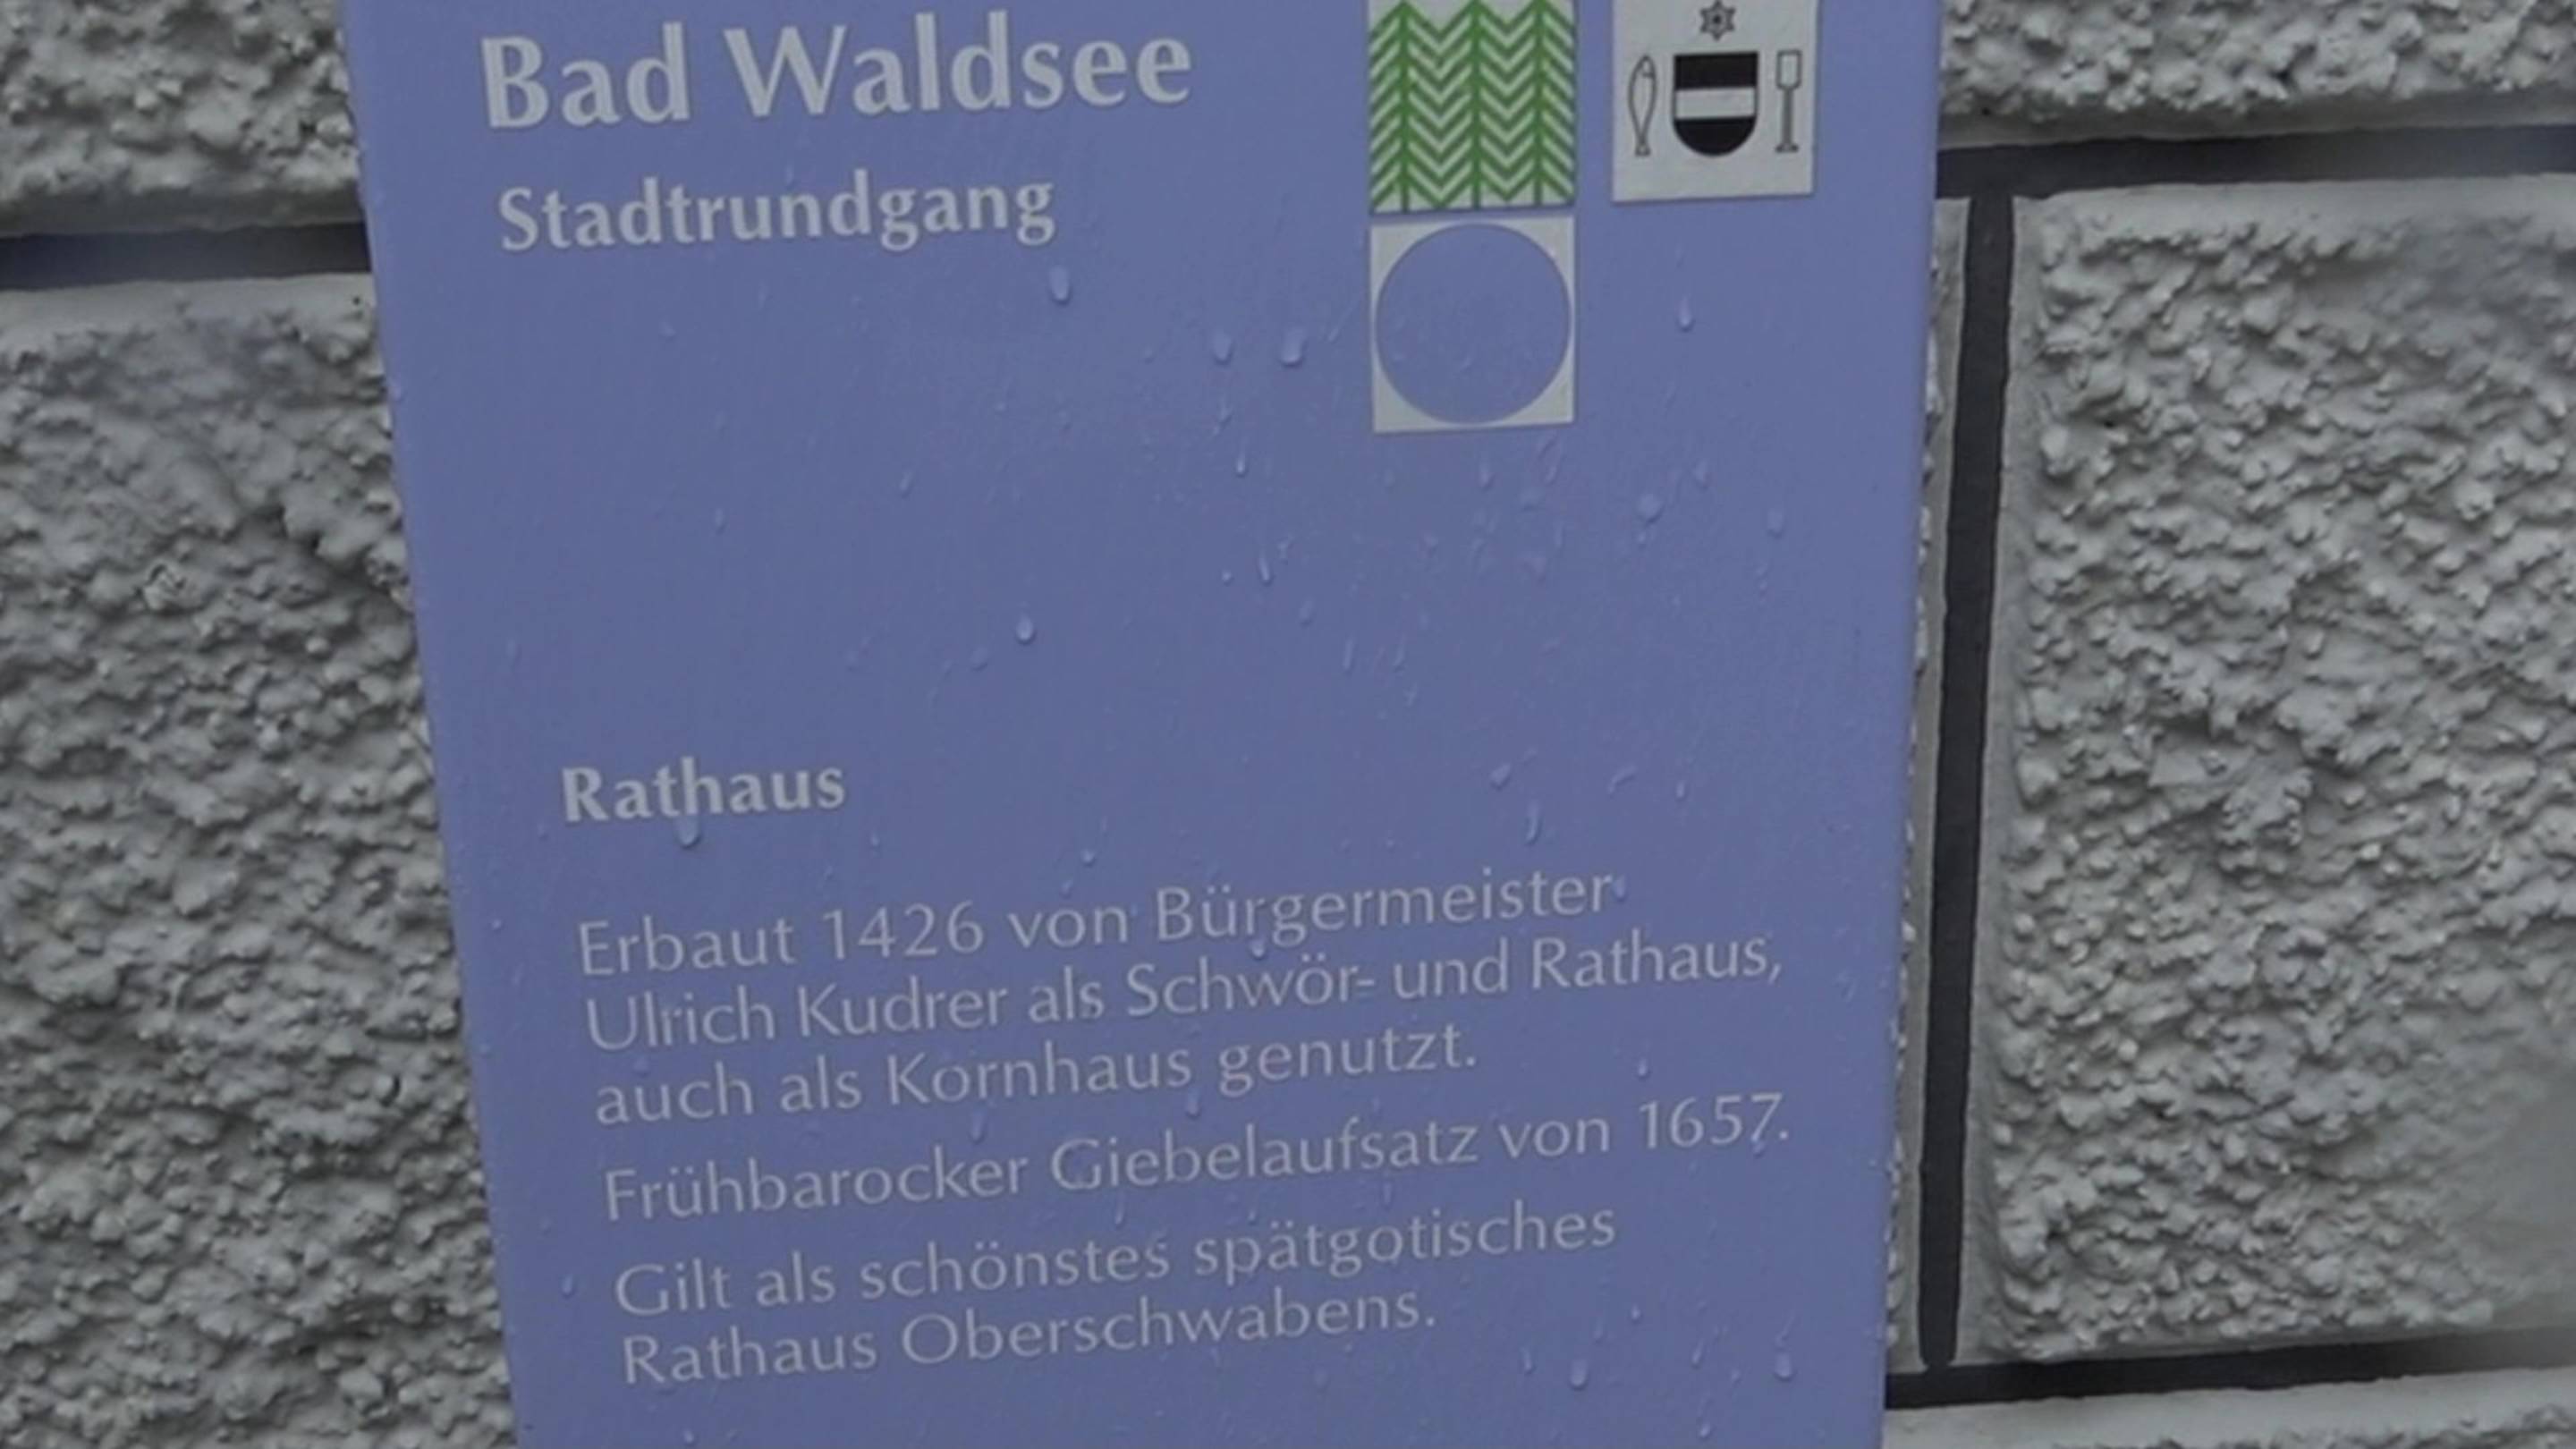 Bad Waldsee
Stadtrundgang
Rathaus
Erbaut 1426 von Bürgermeister
Ulrich Kudrer als Schwör- und Rathaus,
auch als Kornhaus genutzt.
Frühbarocker Giebelaufsatz von 1657.
Gilt als schönstes spätgotisches
Rathaus Oberschwabens.